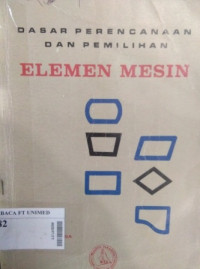 DASAR PERENCANAAN
DAN PEMILIHAN
ELEMEN MESIN
BACA FT UNIMED